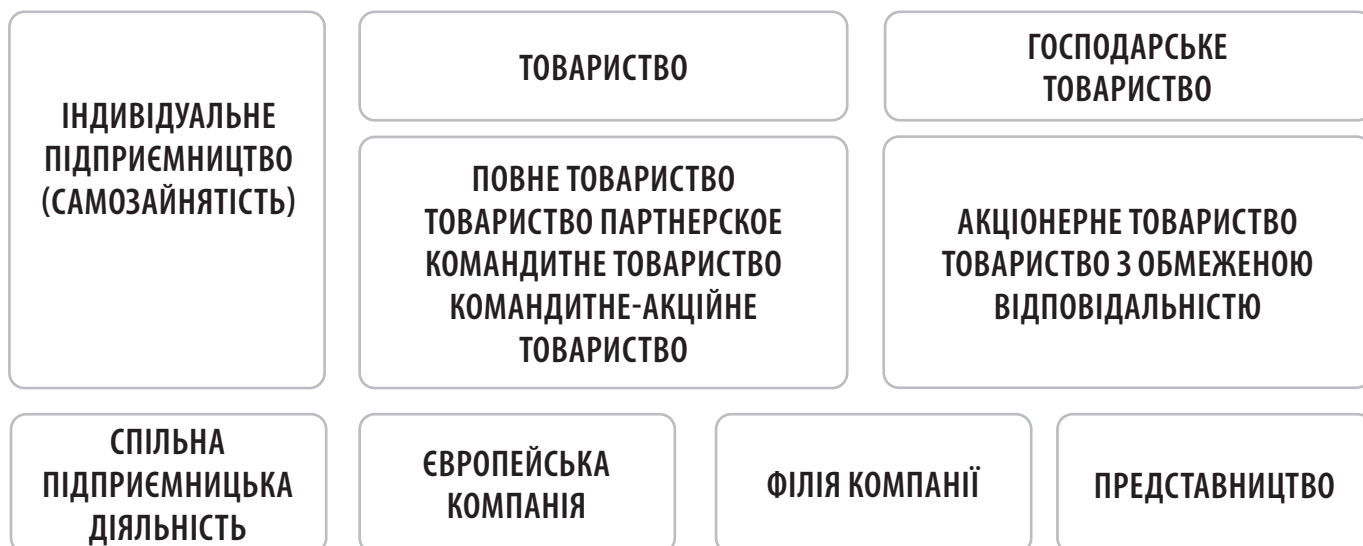 ІНДИВІДУАЛЬНЕ
ПІДПРИЄМНИЦТВО
(САМОЗАЙНЯТІСТЬ)
ТОВАРИСТВО
ГОСПОДАРСЬКЕ
ТОВАРИСТВО
ПОВНЕ ТОВАРИСТВО
ТОВАРИСТВО ПАРТНЕРСКОЕ
КОМАНДИТНЕ ТОВАРИСТВО
КОМАНДИТНЕ-АКЦІЙНЕ
ТОВАРИСТВО
АКЦІОНЕРНЕ ТОВАРИСТВО
ТОВАРИСТВО З ОБМЕЖЕНОЮ
ВІДПОВІДАЛЬНІСТЮ
СПІЛЬНА
ПІДПРИЄМНИЦЬКА
ДІЯЛЬНІСТЬ
ЄВРОПЕЙСЬКА
КОМПАНІЯ
ФІЛІЯ КОМПАНІЇ
ПРЕДСТАВНИЦТВО